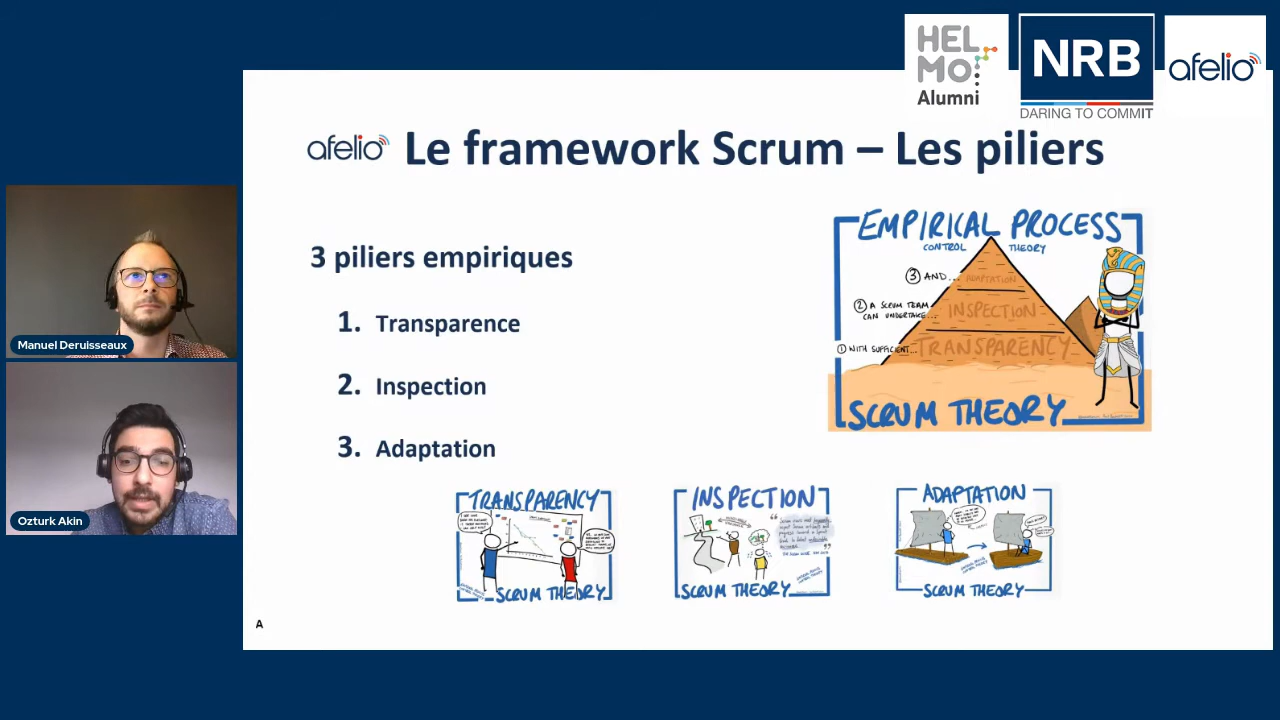 HEL
MO
Alumni
NRB
DARING TO COMMIT
afelio
afelio Le framework Scrum – Les piliers
3 piliers empiriques
1. Transparence
2. Inspection
3. Adaptation
EMPIRICAL PROCESS
CONTROL THEORY
3 AND... ADAPTATION
2 A SCRUM TEAM
CAN UNDERTAKE... INSPECTION
1 WITH SUFFICIENT... TRANSPARENCY
SCRUM THEORY
TRANSPARENCY
SCRUM THEORY
INSPECTION
SCRUM THEORY
ADAPTATION
SCRUM THEORY
Manuel Deruisseaux
Ozturk Akin
A